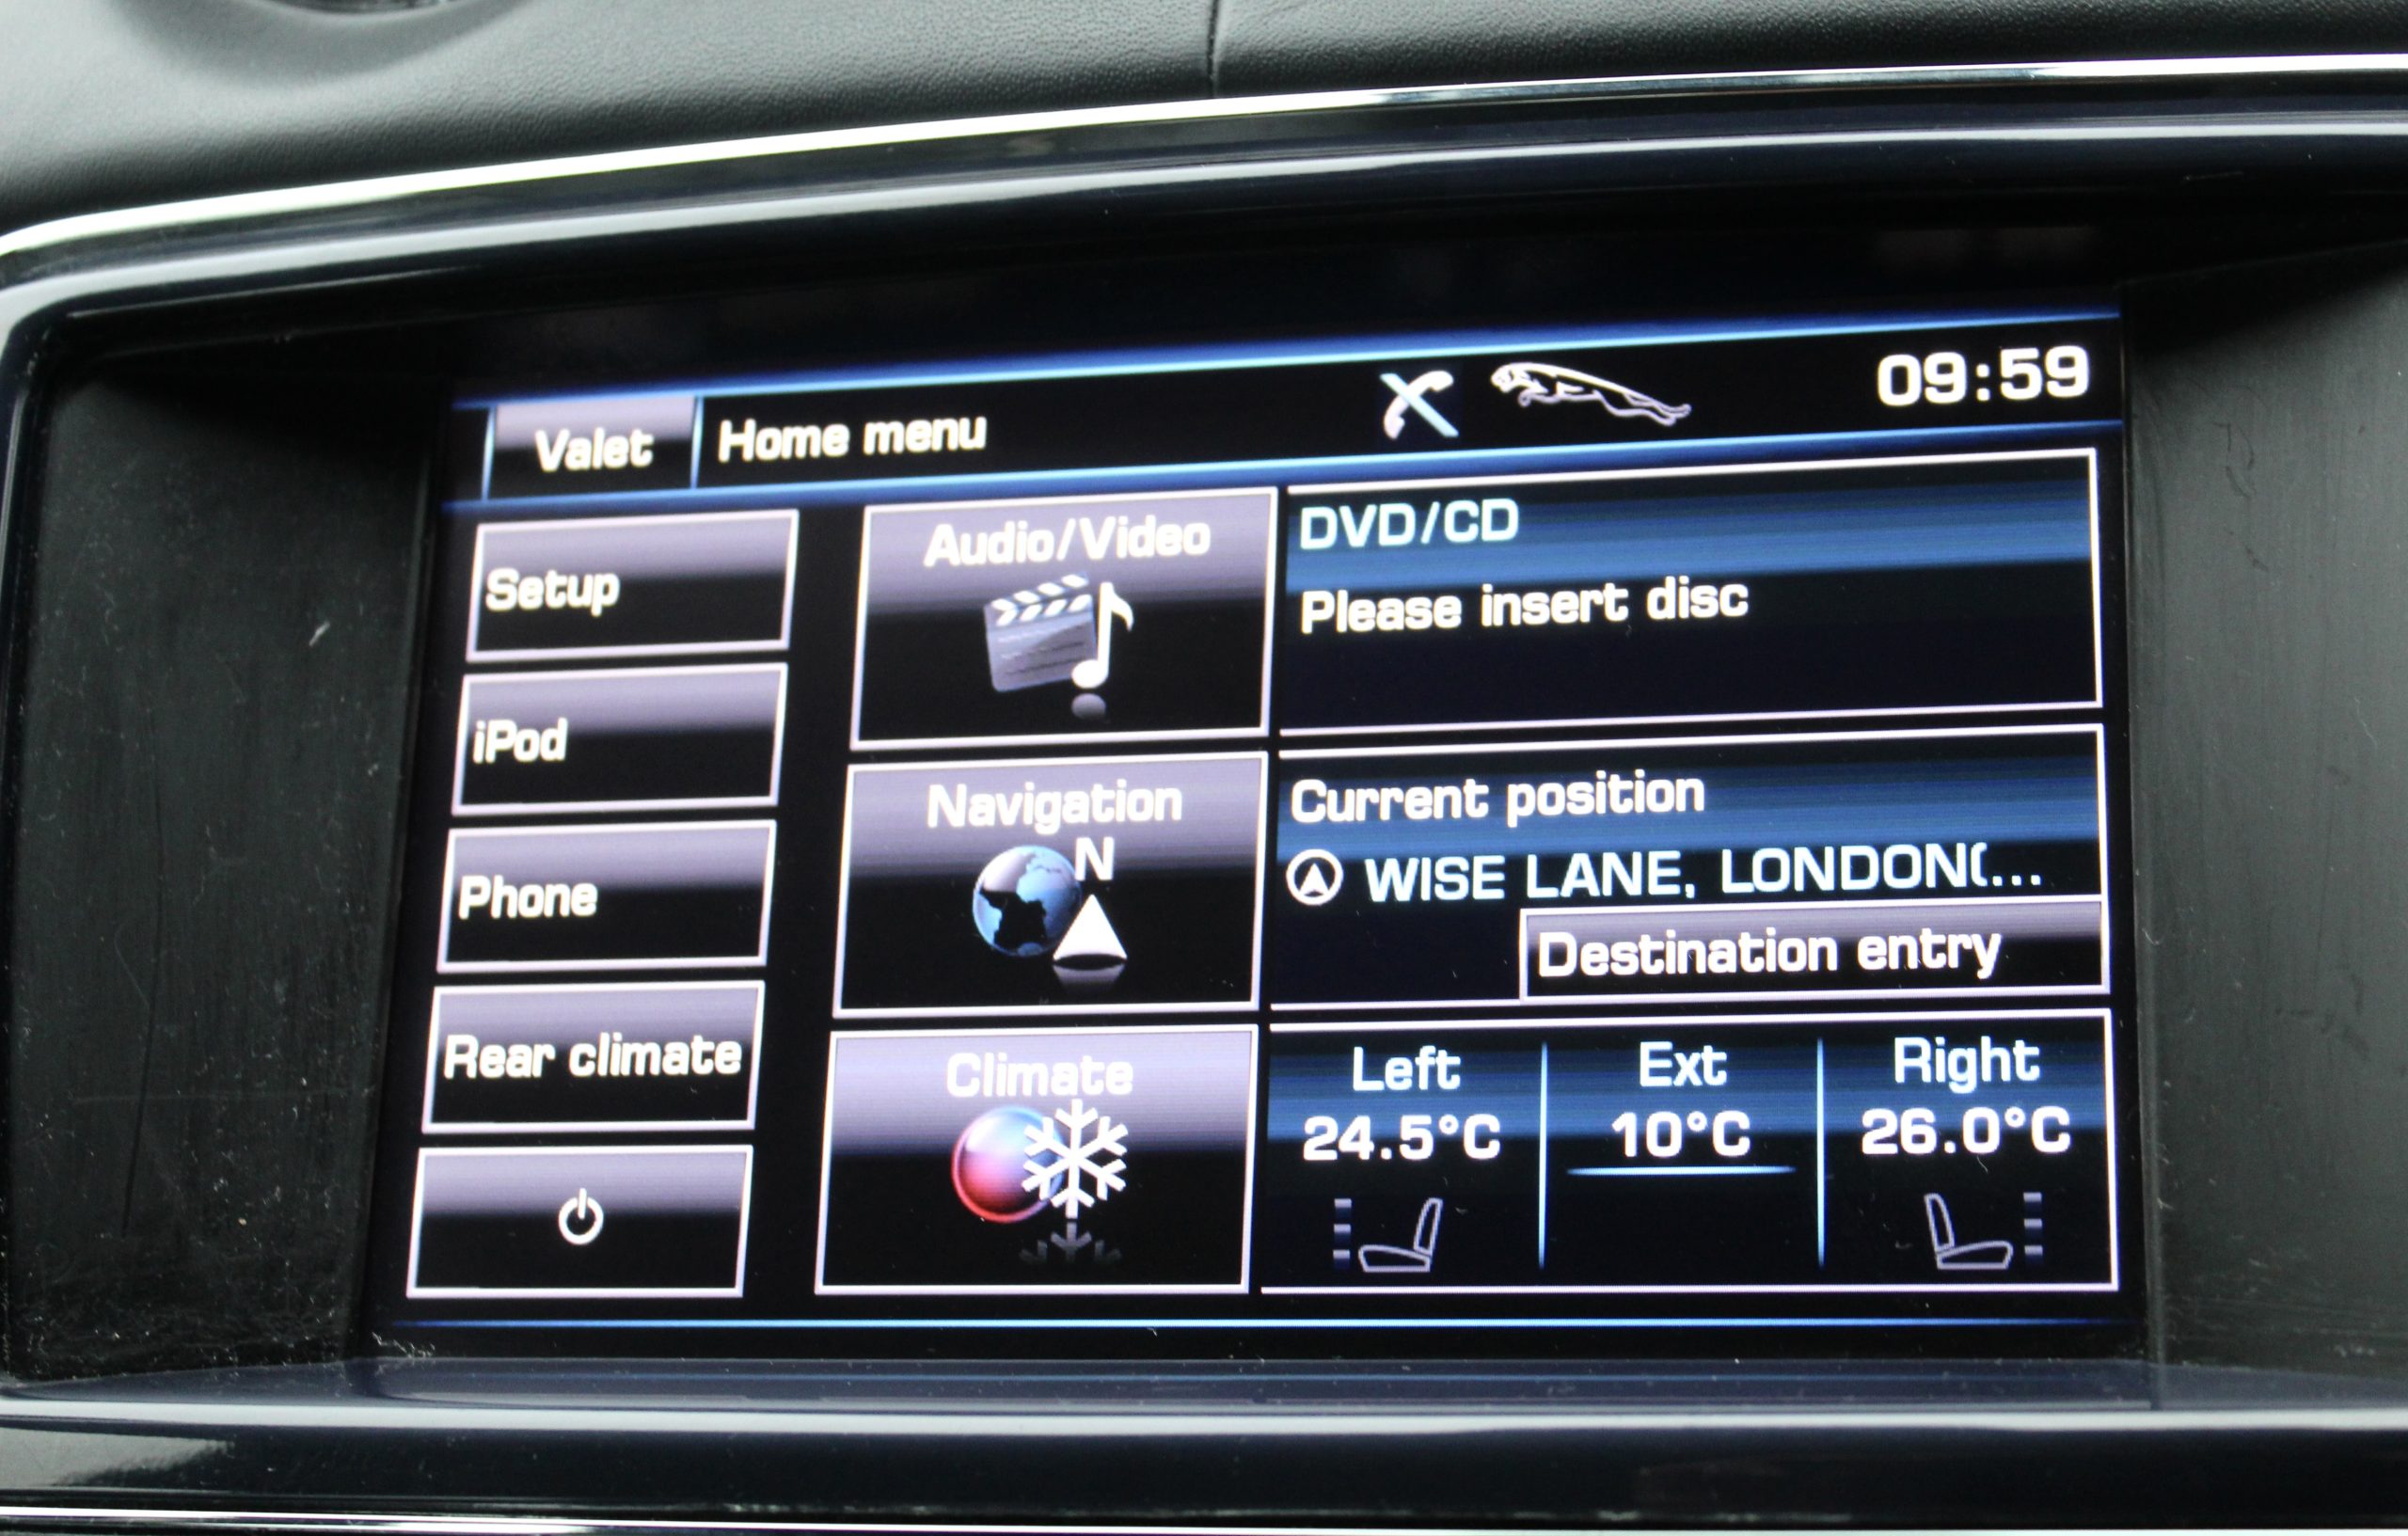 Valet Home menu 09:59
Setup
iPod
Phone
Rear climate
Audio/Video
DVD/CD
Please insert disc
Navigation
N
Current position
WISE LANE, LONDON(...
Destination entry
Climate
Left Ext Right
24.5°C 10°C 26.0°C